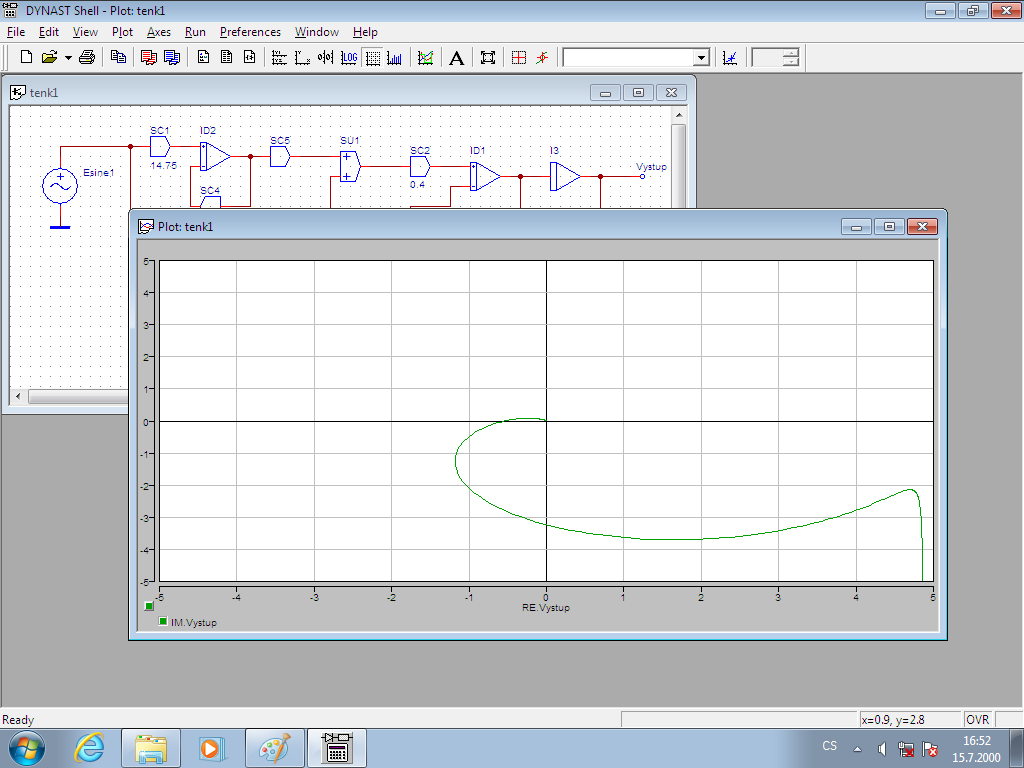 DYNAST Shell - Plot: tenk1
File Edit View Plot Axes Run Preferences Window Help
LOG A
tenk1
SC1 ID2 SC5 SU1 SC2 ID1 I3
14.75 0.4 Vystup
Esine1
SC4
Plot: tenk1
5
4
3
2
1
0
-1
-2
-3
-4
-5
-5 -4 -3 -2 -1 0 1 2 3 4 5
RE.Vystup
IM.Vystup
Ready x=0.9, y=2.8 OVR
CS 16:52
15.7.2000